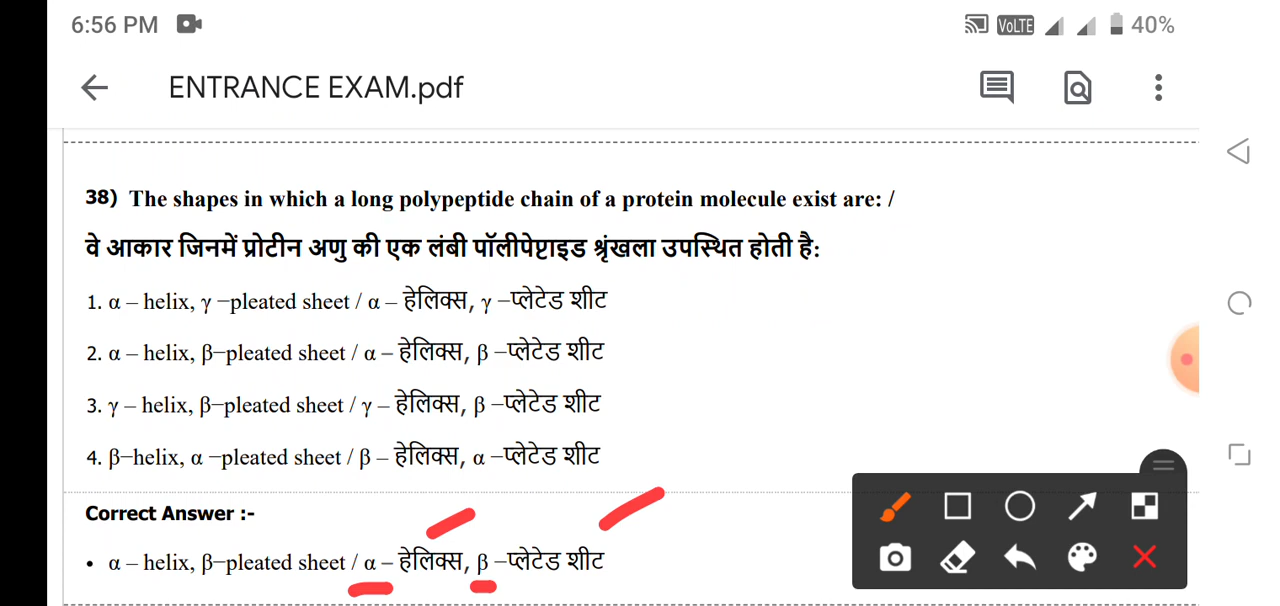 6:56 PM VoLTE 40%
ENTRANCE EXAM.pdf
38) The shapes in which a long polypeptide chain of a protein molecule exist are: /
वे आकार जिनमें प्रोटीन अणु की एक लंबी पॉलीपेप्टाइड श्रृंखला उपस्थित होती है:
1. α – helix, γ –pleated sheet / α – हेलिक्स, γ –प्लेटेड शीट
2. α – helix, β–pleated sheet / α – हेलिक्स, β –प्लेटेड शीट
3. γ – helix, β–pleated sheet / γ – हेलिक्स, β –प्लेटेड शीट
4. β–helix, α –pleated sheet / β – हेलिक्स, α –प्लेटेड शीट
Correct Answer :-
• α – helix, β–pleated sheet / α – हेलिक्स, β –प्लेटेड शीट